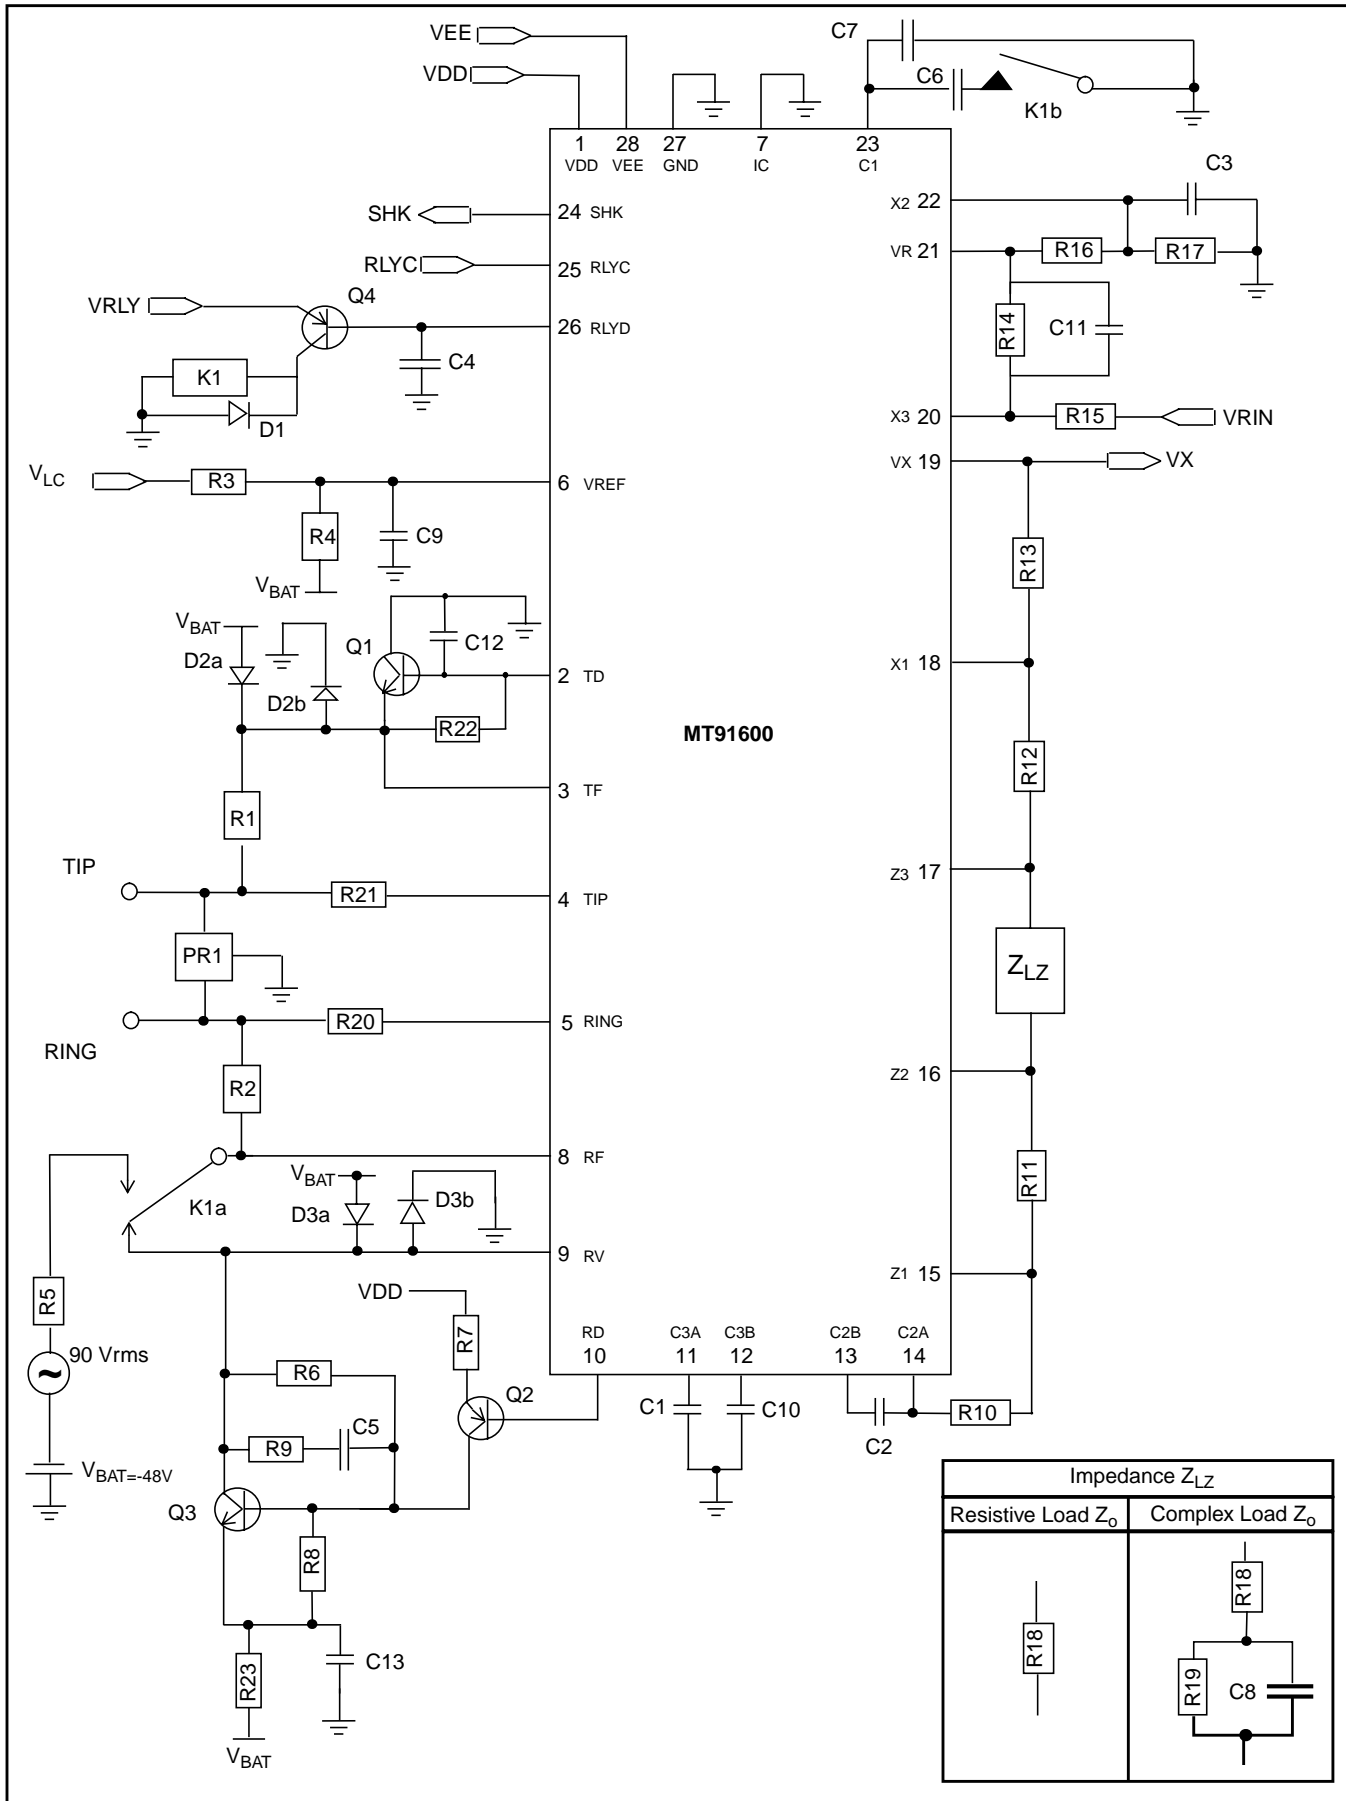 VEE
VDD
C7
C6
K1b
1 28 27 7 23
VDD VEE GND IC C1
C3
SHK
24 SHK
X2 22
RLYC
25 RLYC
VR 21
R16
R17
VRLY
Q4
26 RLYD
R14
C11
C4
K1
D1
X3 20
R15
VRIN
VLC
R3
6 VREF
VX 19
VX
R4
C9
VBAT
R13
VBAT
D2a
D2b
Q1
C12
2 TD
X1 18
R22
MT91600
3 TF
R12
R1
TIP
R21
4 TIP
Z3 17
PR1
ZLZ
RING
R20
5 RING
R2
Z2 16
8 RF
K1a
VBAT
D3a
D3b
R11
9 RV
Z1 15
R5
VDD
R7
90 Vrms
RD C3A C3B C2B C2A
10 11 12 13 14
R6
Q2
C1
C10
C2
R10
R9
C5
VBAT=-48V
Q3
R8
R23
C13
VBAT
Impedance ZLZ
Resistive Load Zo
Complex Load Zo
R18
R18
R19
C8